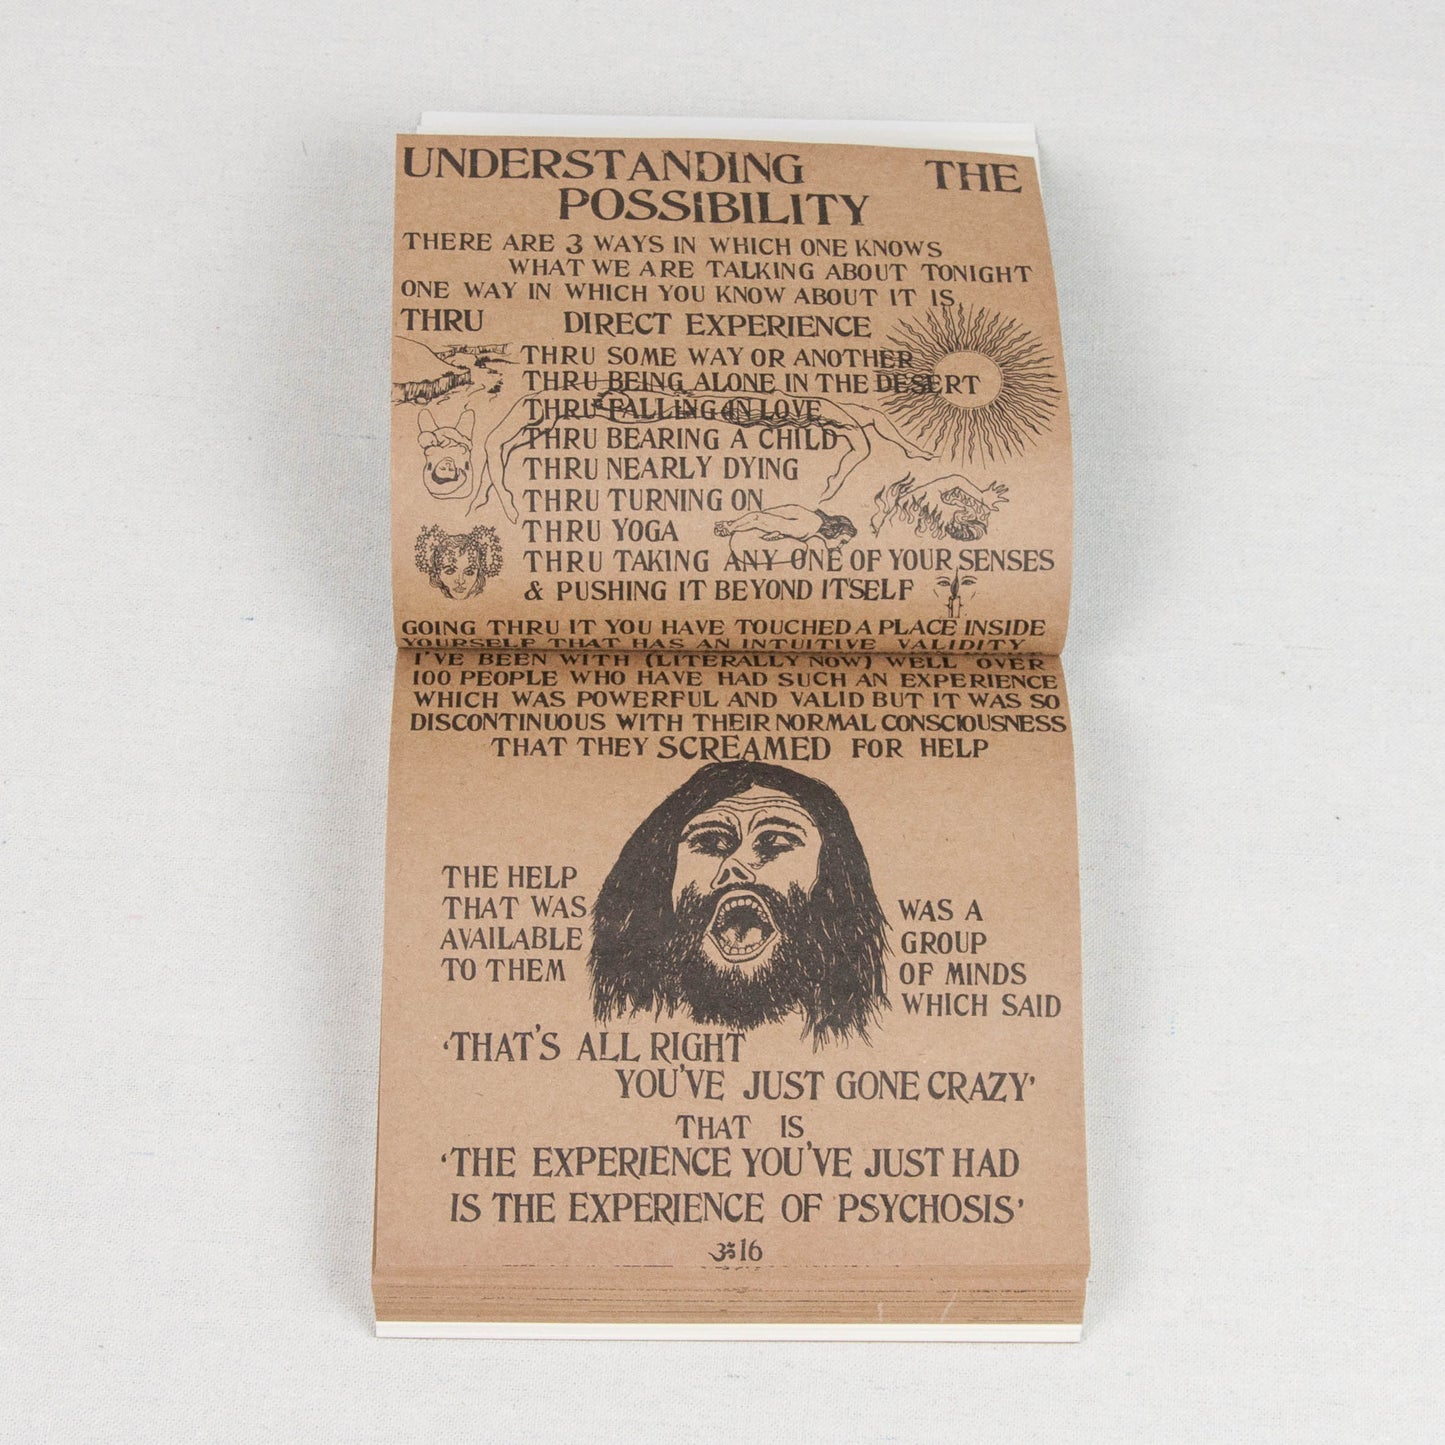 UNDERSTANDING THE
POSSIBILITY
THERE ARE 3 WAYS IN WHICH ONE KNOWS
WHAT WE ARE TALKING ABOUT TONIGHT
ONE WAY IN WHICH YOU KNOW ABOUT IT IS
THRU DIRECT EXPERIENCE
THRU SOME WAY OR ANOTHER
THRU BEING ALONE IN THE DESERT
THRU FALLING IN LOVE
THRU BEARING A CHILD
THRU NEARLY DYING
THRU TURNING ON
THRU YOGA
THRU TAKING ANY ONE OF YOUR SENSES
& PUSHING IT BEYOND IT'SELF
GOING THRU IT YOU HAVE TOUCHED A PLACE INSIDE
YOURSELF THAT HAS AN INTUITIVE VALIDITY
I'VE BEEN WITH (LITERALLY NOW) WELL OVER
100 PEOPLE WHO HAVE HAD SUCH AN EXPERIENCE
WHICH WAS POWERFUL AND VALID BUT IT WAS SO
DISCONTINUOUS WITH THEIR NORMAL CONSCIOUSNESS
THAT THEY SCREAMED FOR HELP
THE HELP
THAT WAS
AVAILABLE
TO THEM
WAS A
GROUP
OF MINDS
WHICH SAID
'THAT'S ALL RIGHT
YOU'VE JUST GONE CRAZY'
THAT IS
'THE EXPERIENCE YOU'VE JUST HAD
IS THE EXPERIENCE OF PSYCHOSIS'
ॐ16